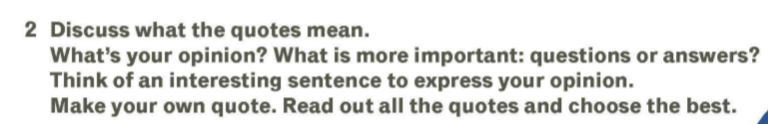 2 Discuss what the quotes mean.
What's your opinion? What is more important: questions or answers?
Think of an interesting sentence to express your opinion.
Make your own quote. Read out all the quotes and choose the best.